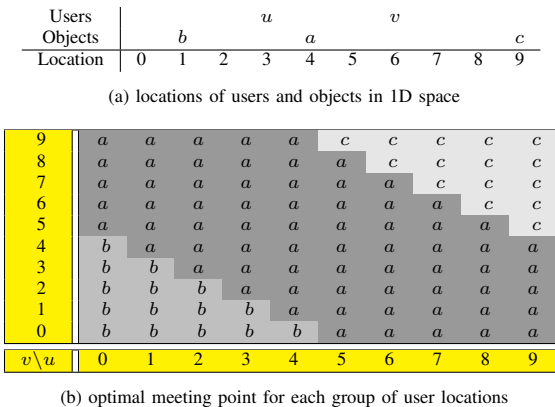 Users u v
Objects b a c
Location 0 1 2 3 4 5 6 7 8 9
(a) locations of users and objects in 1D space
9 a a a a a c c c c c
8 a a a a a a c c c c
7 a a a a a a a c c c
6 a a a a a a a a c c
5 a a a a a a a a a c
4 b a a a a a a a a a
3 b b a a a a a a a a
2 b b b a a a a a a a
1 b b b b a a a a a a
0 b b b b b a a a a a
v\u 0 1 2 3 4 5 6 7 8 9
(b) optimal meeting point for each group of user locations